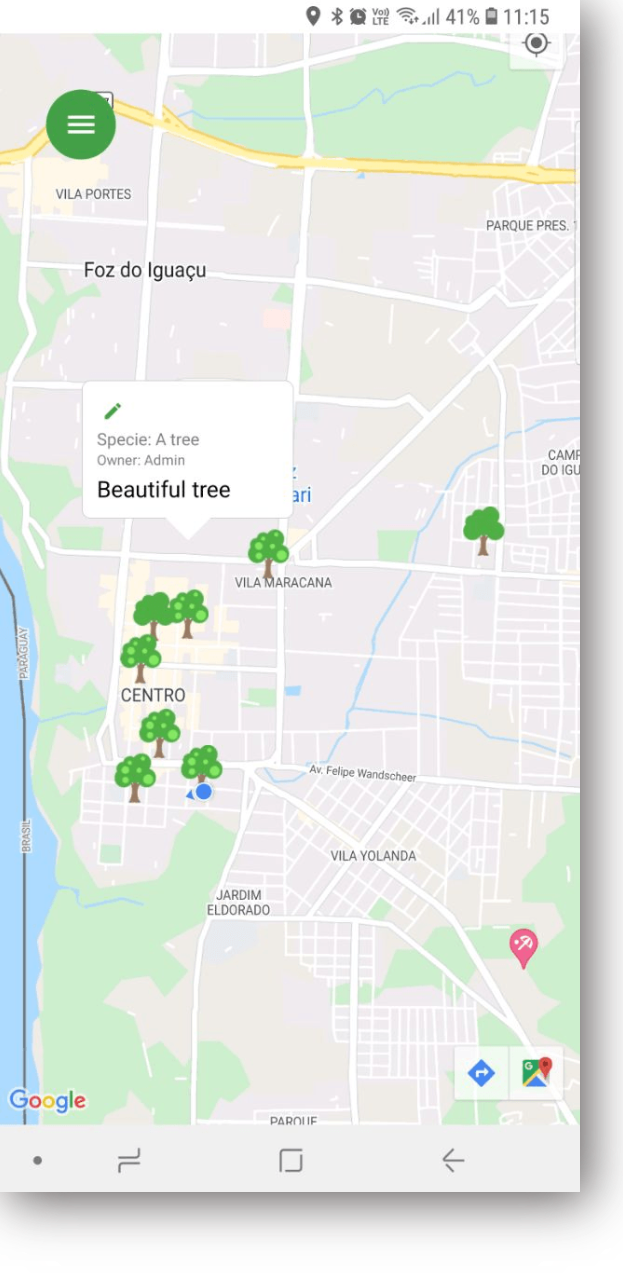 Vo)) LTE 41% 11:15
VILA PORTES
PARQUE PRES. 1
Foz do Iguaçu
Specie: A tree
Owner: Admin
Beautiful tree
ari
CAMP
DO IGU
VILA MARACANA
PARAGUAY
CENTRO
Av. Felipe Wandscheer
BRASIL
VILA YOLANDA
JARDIM
ELDORADO
Google
PARQUE